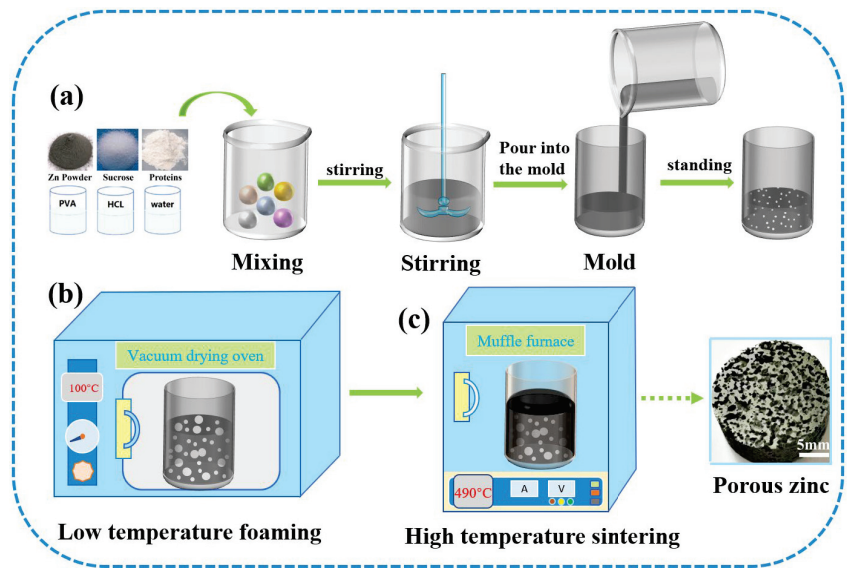 (a)
Zn Powder
Sucrose
Proteins
PVA
HCL
water
Mixing
stirring
Stirring
Pour into
the mold
Mold
standing
(b)
Vacuum drying oven
100°C
Low temperature foaming
(c)
Muffle furnace
490°C
A
V
High temperature sintering
5mm
Porous zinc